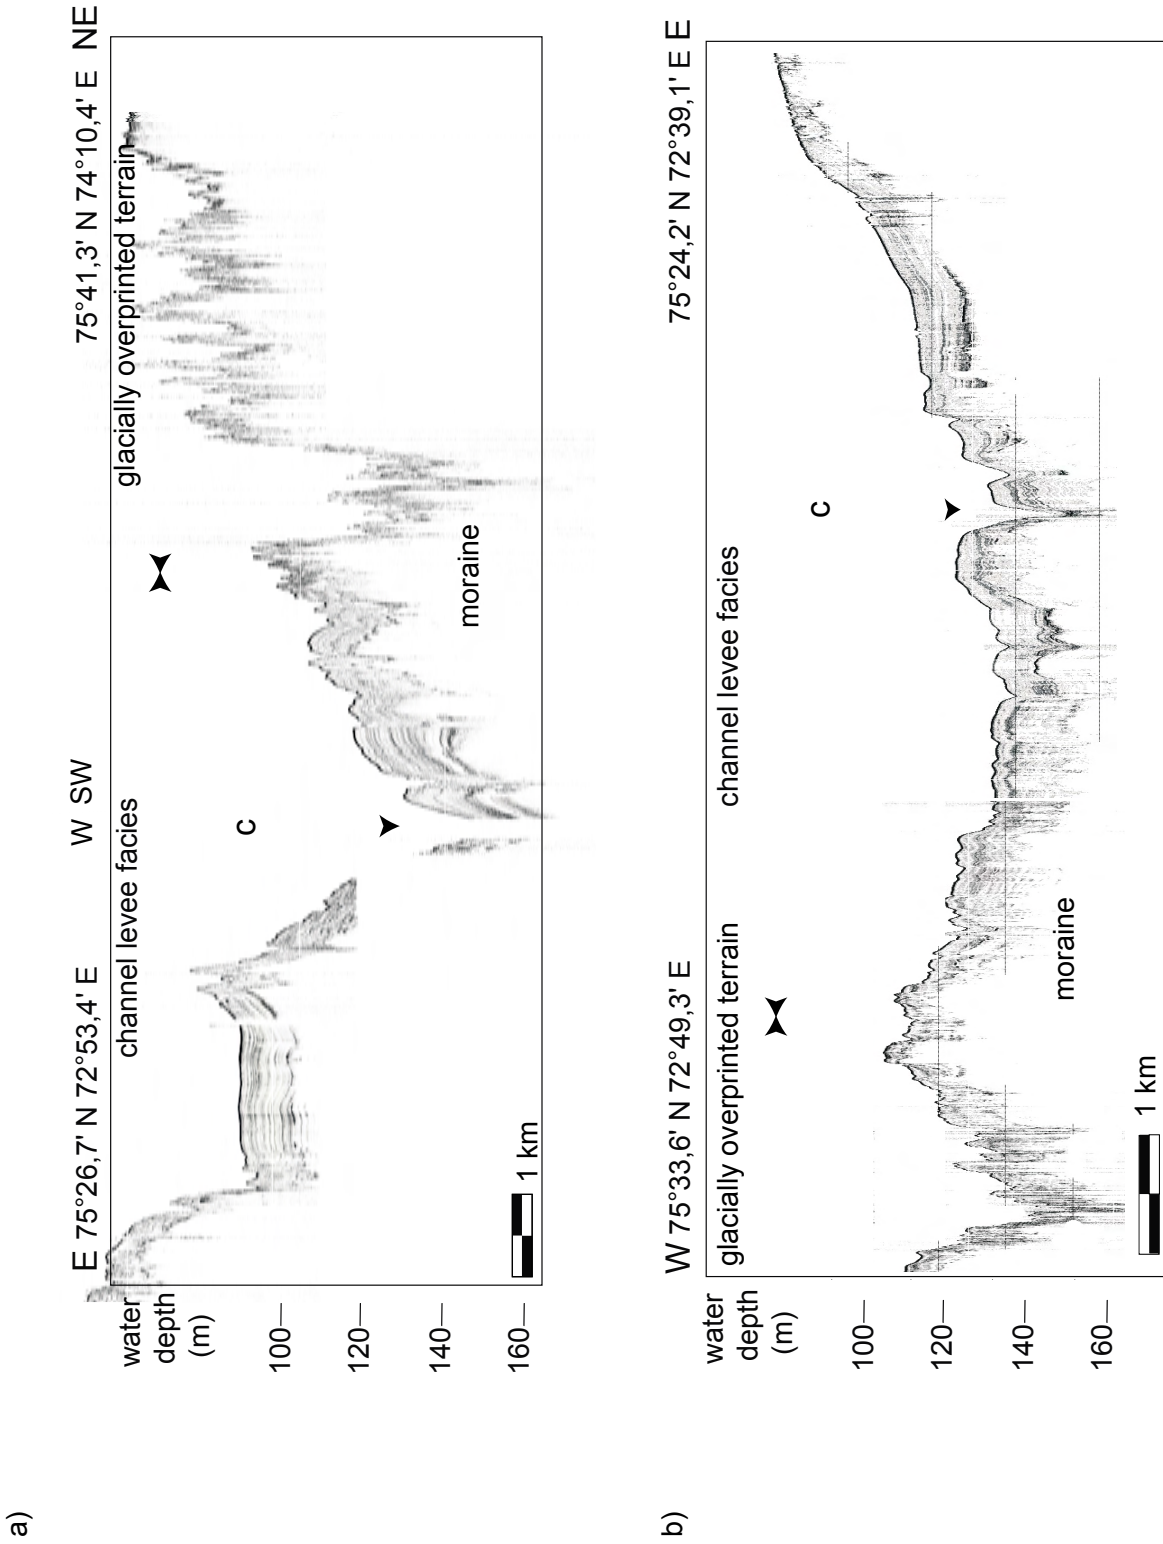 a)
E 75°26,7' N 72°53,4' E
W SW
75°41,3' N 74°10,4' E NE
channel levee facies
glacially overprinted terrain
c
moraine
water
depth
(m)
100
120
140
160
1 km
b)
W 75°33,6' N 72°49,3' E
75°24,2' N 72°39,1' E E
glacially overprinted terrain
channel levee facies
c
moraine
water
depth
(m)
100
120
140
160
1 km